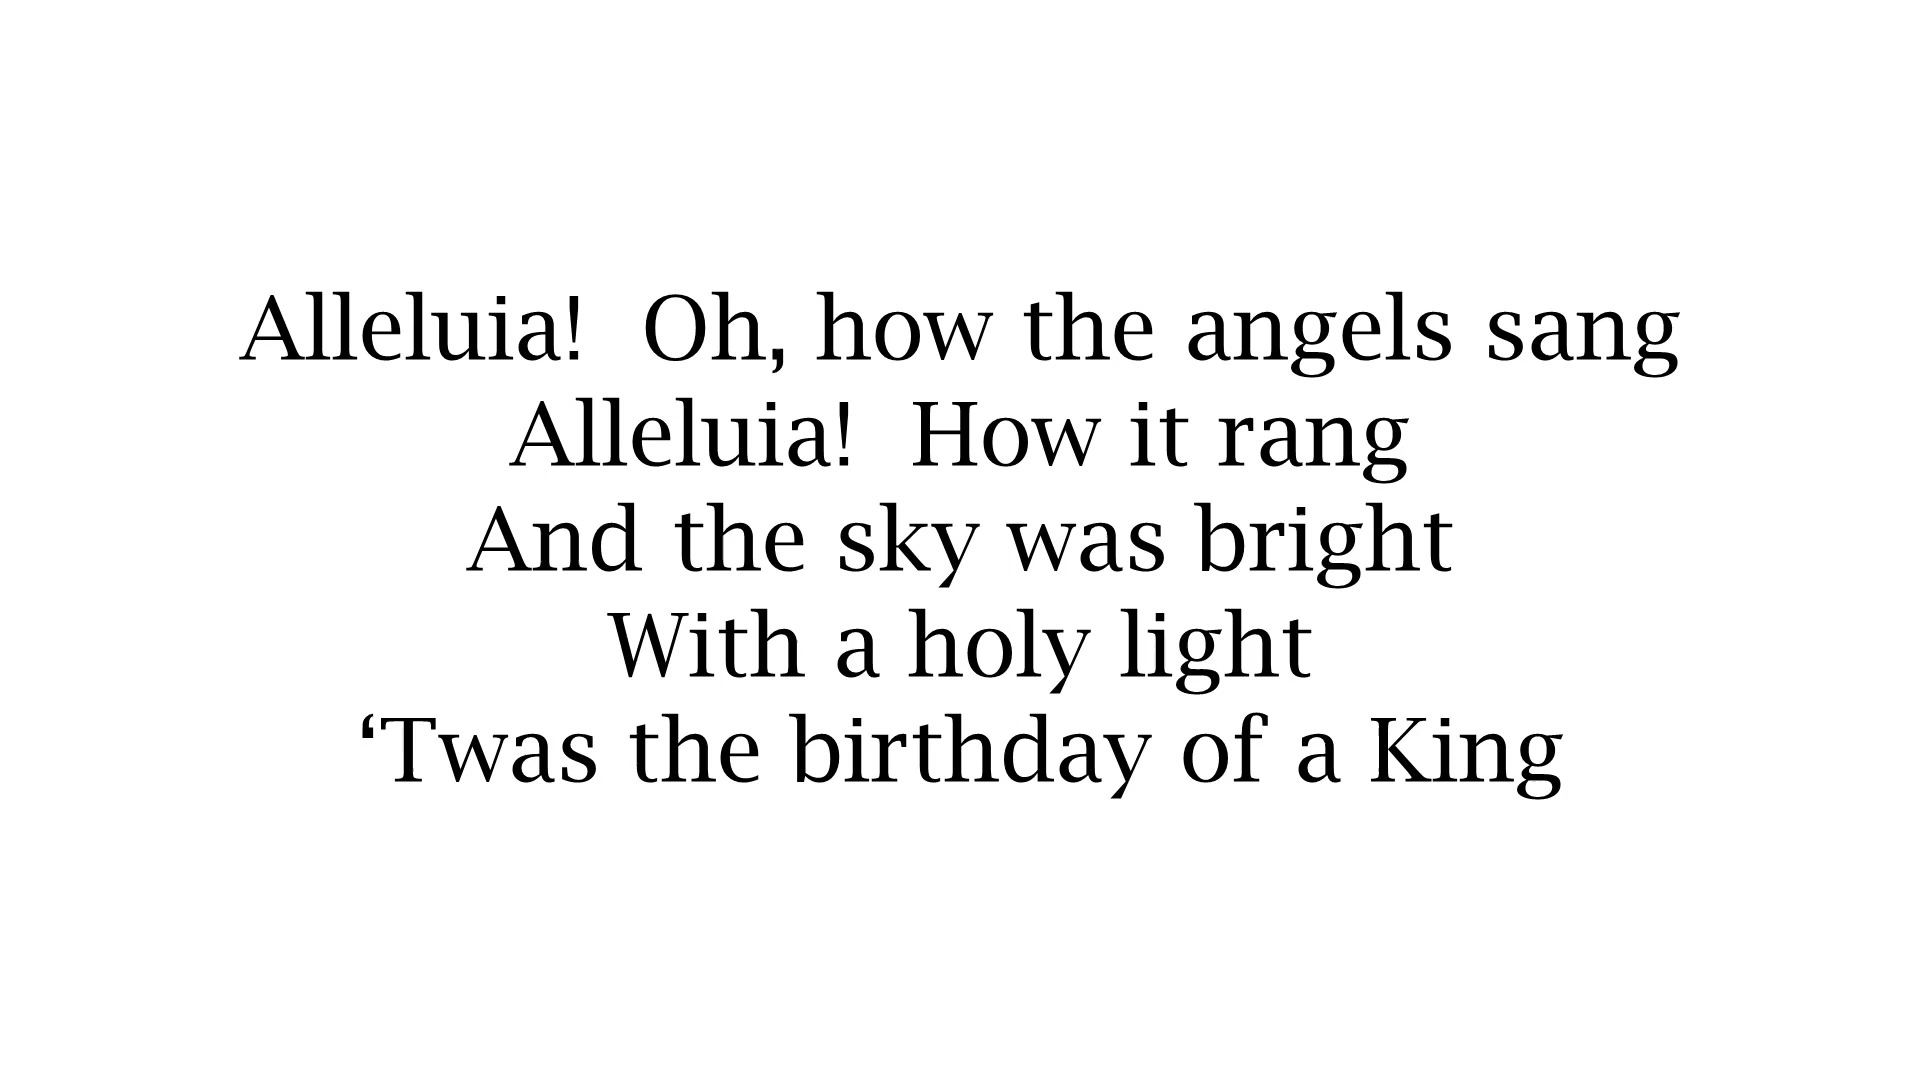 Alleluia!  Oh, how the angels sang
Alleluia!  How it rang
And the sky was bright
With a holy light
‘Twas the birthday of a King